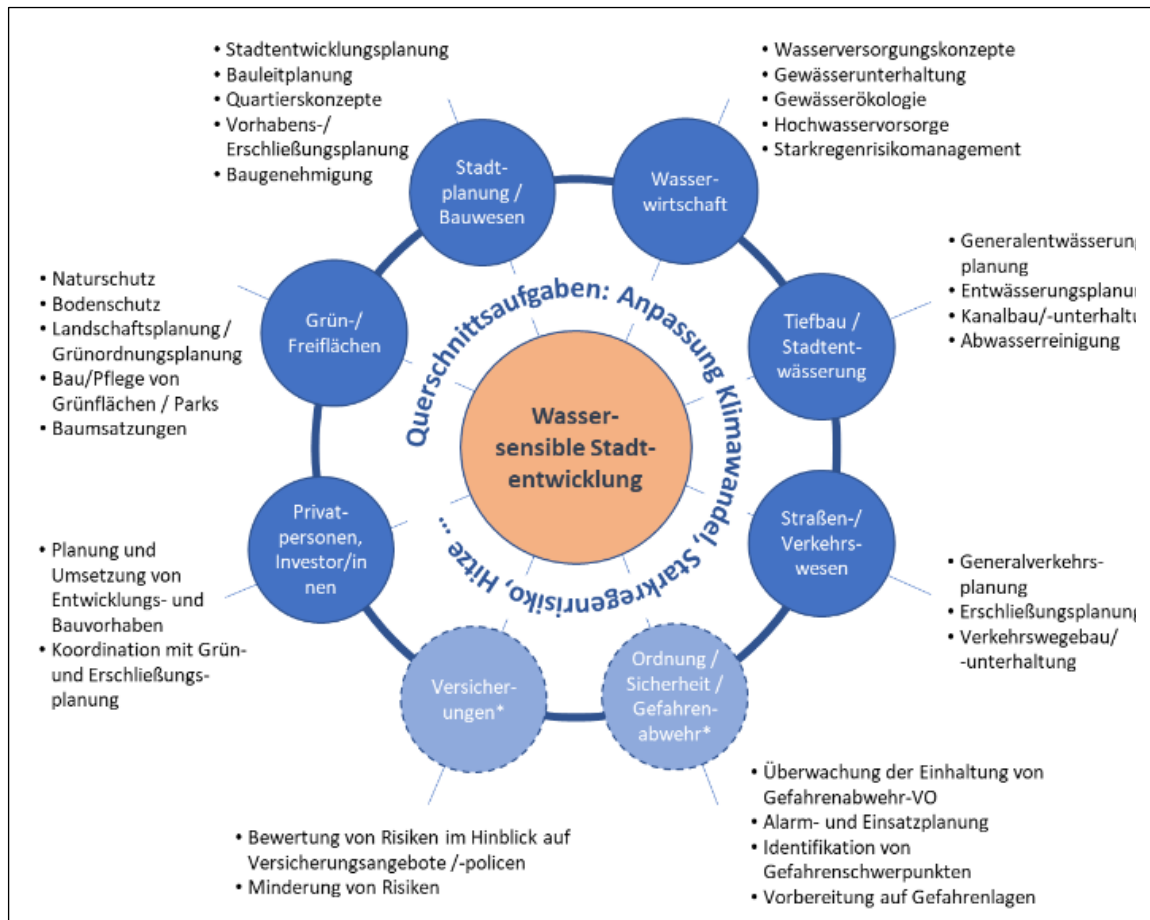 • Stadtentwicklungsplanung
• Bauleitplanung
• Quartierskonzepte
• Vorhabens-/
Erschließungsplanung
• Baugenehmigung
• Wasserversorgungskonzepte
• Gewässerunterhaltung
• Gewässerökologie
• Hochwasservorsorge
• Starkregenrisikomanagement
Stadt-
planung /
Bauwesen
Wasser-
wirtschaft
• Naturschutz
• Bodenschutz
• Landschaftsplanung /
Grünordnungsplanung
• Bau/Pflege von
Grünflächen / Parks
• Baumsatzungen
Grün-/
Freiflächen
Querschnittsaufgaben: Anpassung Klimawandel, Starkregenrisiko, Hitze ...
Tiefbau /
Stadtent-
wässerung
• Generalentwässerun
planung
• Entwässerungsplanun
• Kanalbau/-unterhaltu
• Abwasserreinigung
Wasser-
sensible Stadt-
entwicklung
Privat-
personen,
Investor/in
nen
• Planung und
Umsetzung von
Entwicklungs- und
Bauvorhaben
• Koordination mit Grün-
und Erschließungs-
planung
Straßen-/
Verkehrs-
wesen
• Generalverkehrs-
planung
• Erschließungsplanung
• Verkehrswegebau/
-unterhaltung
Versicher-
ungen*
Ordnung /
Sicherheit /
Gefahren-
abwehr*
• Bewertung von Risiken im Hinblick auf
Versicherungsangebote /-policen
• Minderung von Risiken
• Überwachung der Einhaltung von
Gefahrenabwehr-VO
• Alarm- und Einsatzplanung
• Identifikation von
Gefahrenschwerpunkten
• Vorbereitung auf Gefahrenlagen